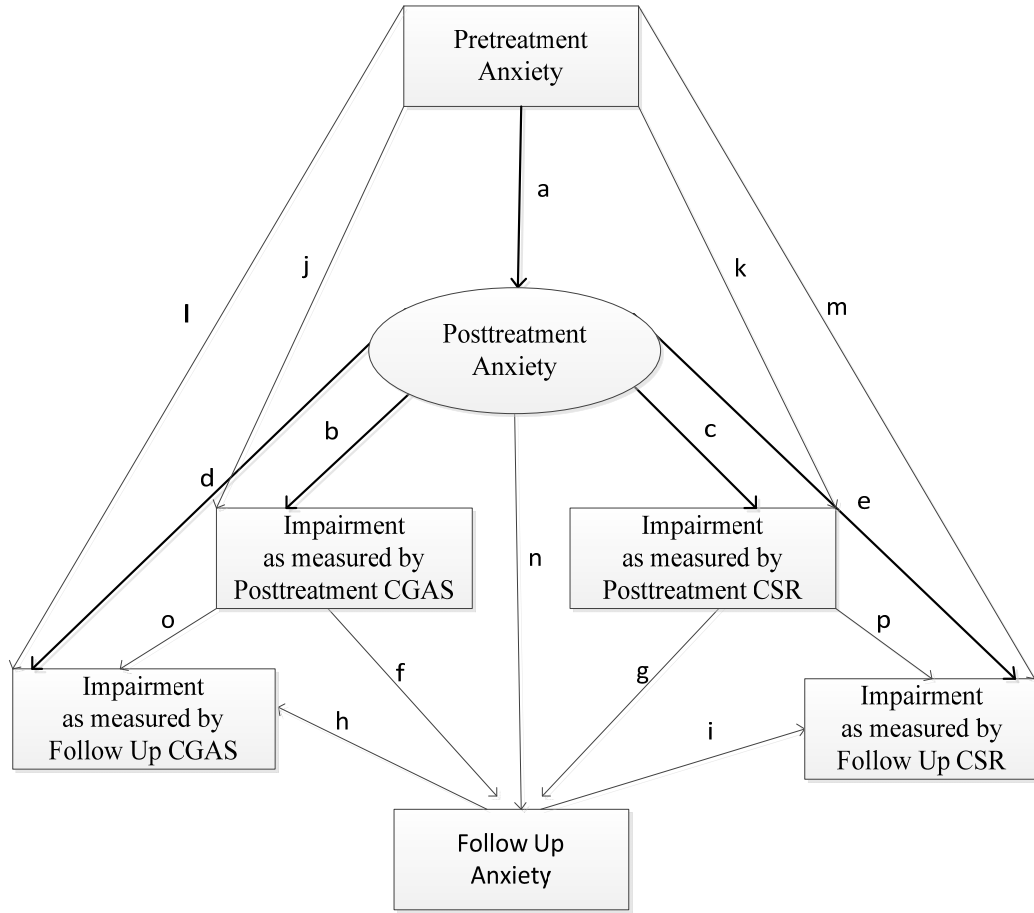 Pretreatment
Anxiety
a
j
k
l
m
Posttreatment
Anxiety
b
c
d
e
Impairment
as measured by
Posttreatment CGAS
n
Impairment
as measured by
Posttreatment CSR
o
f
g
p
Impairment
as measured by
Follow Up CGAS
h
i
Impairment
as measured by
Follow Up CSR
Follow Up
Anxiety